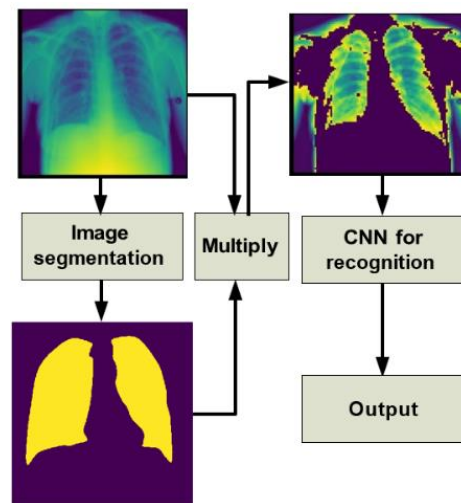 Image
segmentation
Multiply
CNN for
recognition
Output